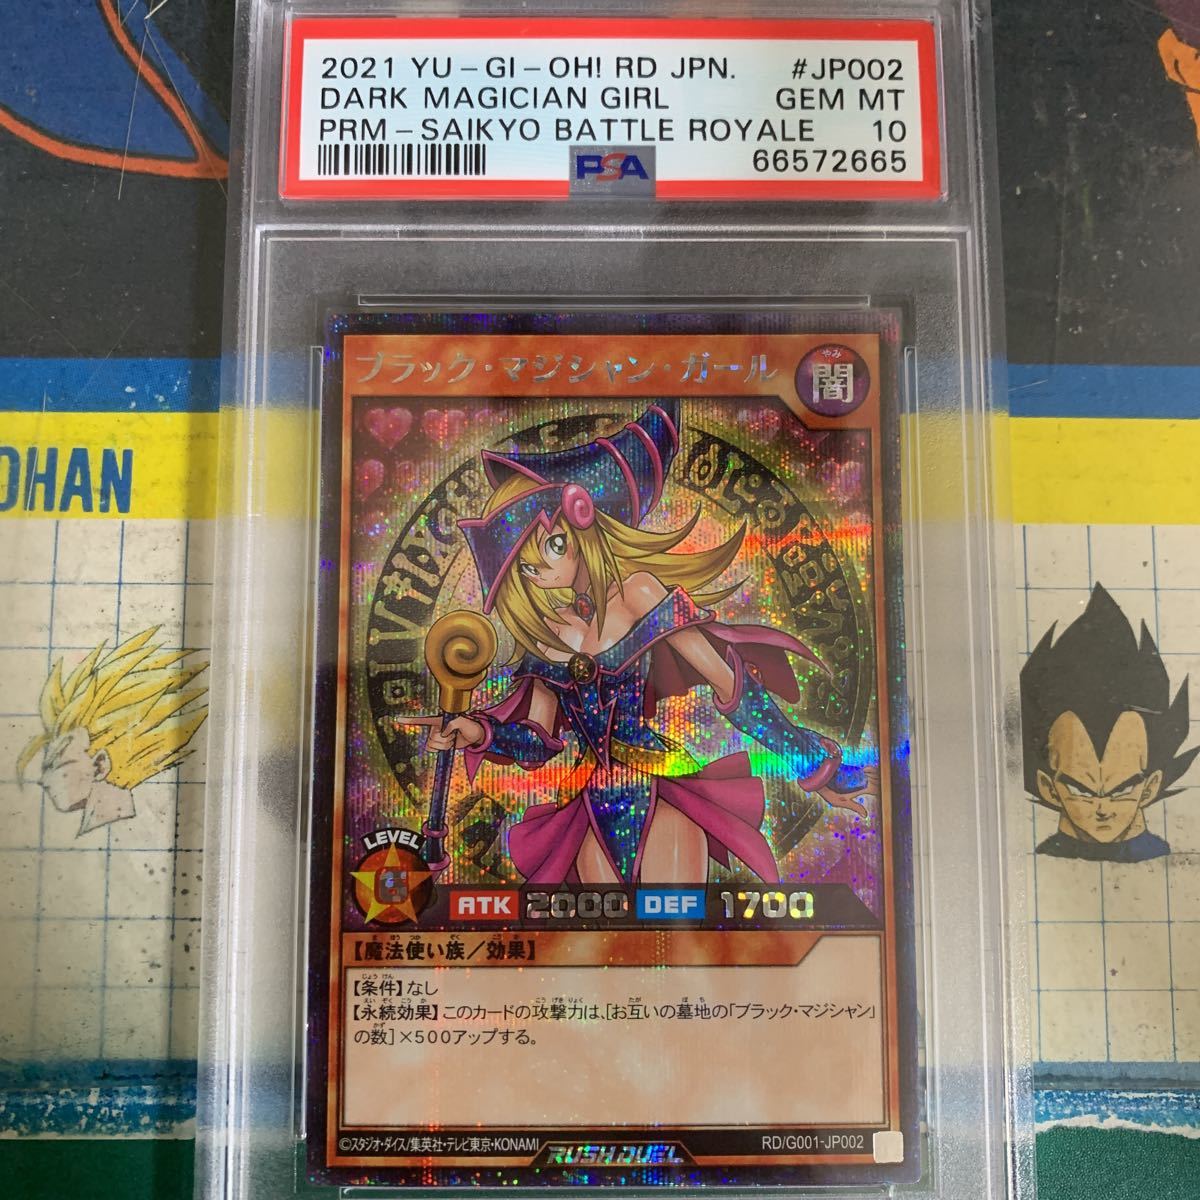 2021 YU-GI-OH! RD JPN. #JP002
DARK MAGICIAN GIRL GEM MT
PRM-SAIKYO BATTLE ROYALE 10
PSA 66572665
OHAN
ブラック・マジシャン・ガール
やみ
闇
LEVEL
6
ATK 2000 DEF 1700
【魔法使い族/効果】
【条件】なし
【永続効果】このカードの攻撃力は、[お互いの墓地の「ブラック・マジシャン」
の数]×500アップする。
©スタジオ・ダイス/集英社・テレビ東京・KONAMI
RUSH DUEL
RD/G001-JP002